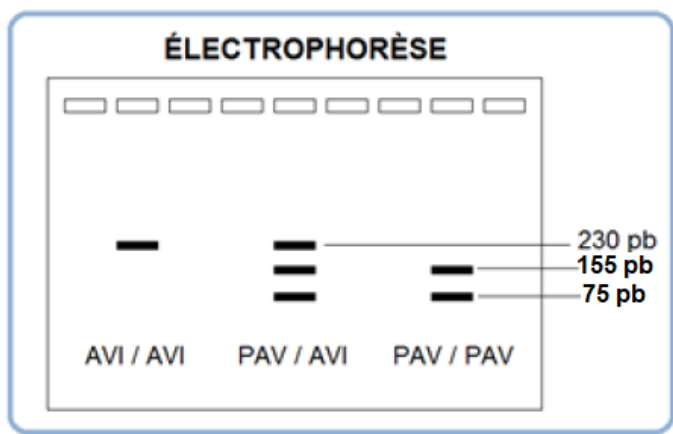 ÉLECTROPHORÈSE
230 pb
155 pb
75 pb
AVI / AVI PAV / AVI PAV / PAV